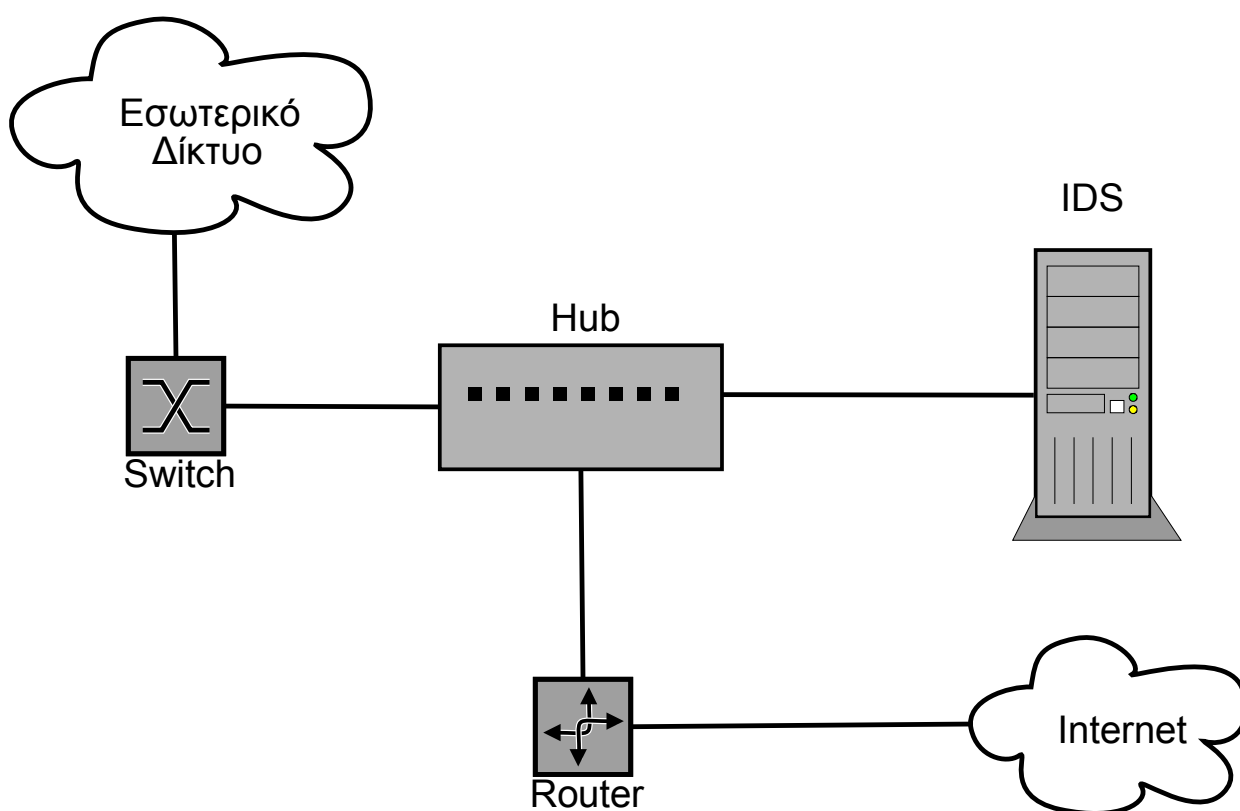 Εσωτερικό
Δίκτυο
IDS
Hub
Switch
Internet
Router